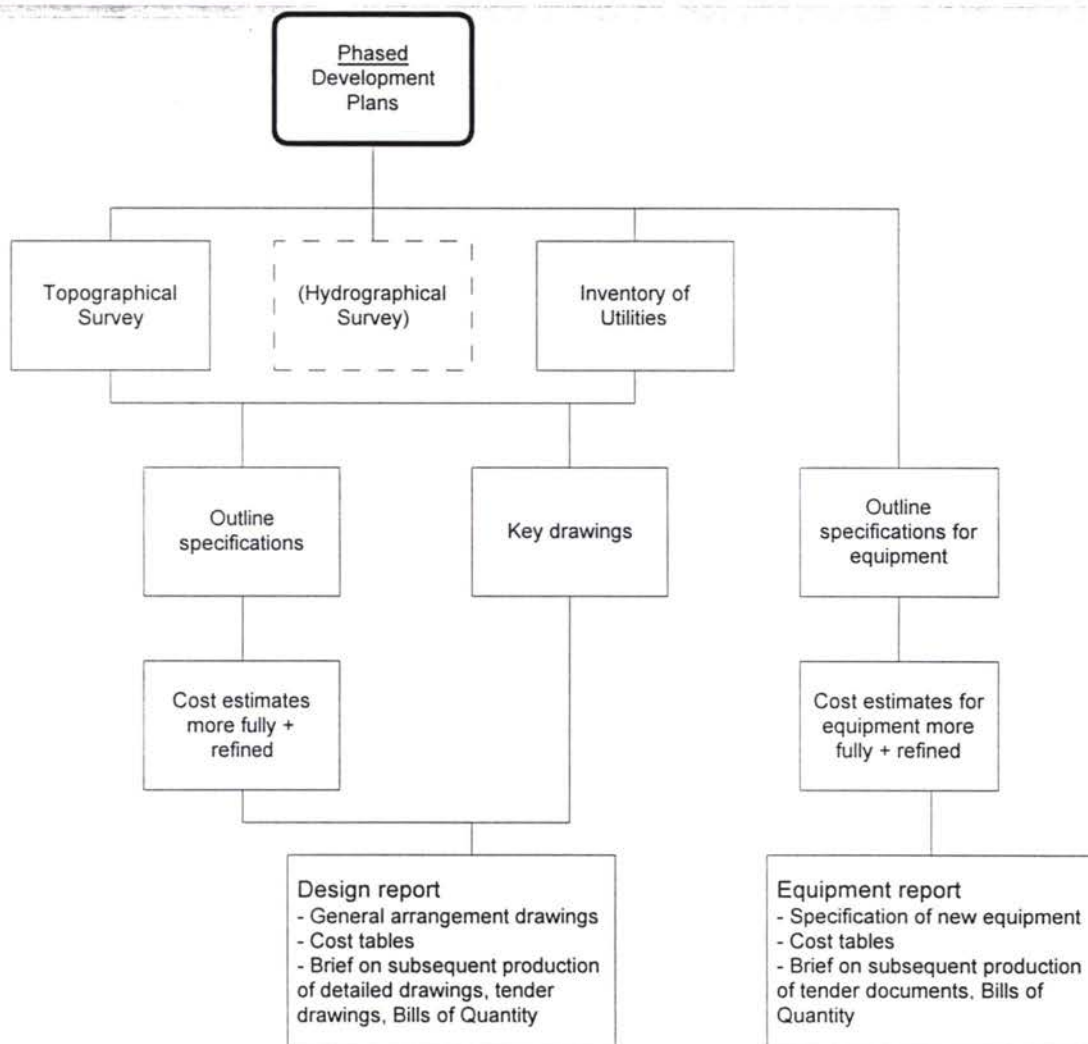 Phased
Development
Plans
Topographical
Survey
(Hydrographical
Survey)
Inventory of
Utilities
Outline
specifications
Key drawings
Outline
specifications for
equipment
Cost estimates
more fully +
refined
Cost estimates for
equipment more
fully + refined
Design report
- General arrangement drawings
- Cost tables
- Brief on subsequent production
of detailed drawings, tender
drawings, Bills of Quantity
Equipment report
- Specification of new equipment
- Cost tables
- Brief on subsequent production
of tender documents, Bills of
Quantity